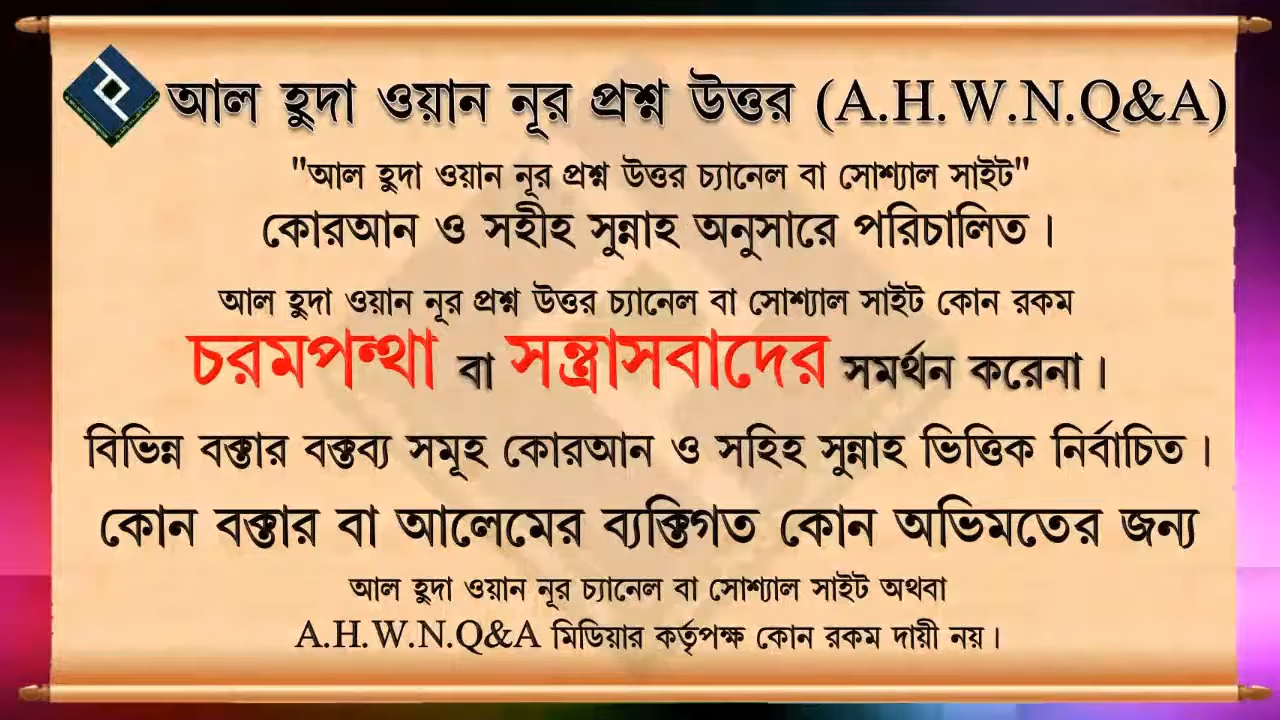 আল হুদা ওয়ান নূর প্রশ্ন উত্তর (A.H.W.N.Q&A)
"আল হুদা ওয়ান নূর প্রশ্ন উত্তর চ্যানেল বা সোশ্যাল সাইট"
কোরআন ও সহীহ সুন্নাহ অনুসারে পরিচালিত।
আল হুদা ওয়ান নূর প্রশ্ন উত্তর চ্যানেল বা সোশ্যাল সাইট কোন রকম
চরমপন্থা বা সন্ত্রাসবাদের সমর্থন করেনা।
বিভিন্ন বক্তার বক্তব্য সমূহ কোরআন ও সহিহ সুন্নাহ ভিত্তিক নির্বাচিত।
কোন বক্তার বা আলেমের ব্যক্তিগত কোন অভিমতের জন্য
আল হুদা ওয়ান নূর চ্যানেল বা সোশ্যাল সাইট অথবা
A.H.W.N.Q&A মিডিয়ার কর্তৃপক্ষ কোন রকম দায়ী নয়।